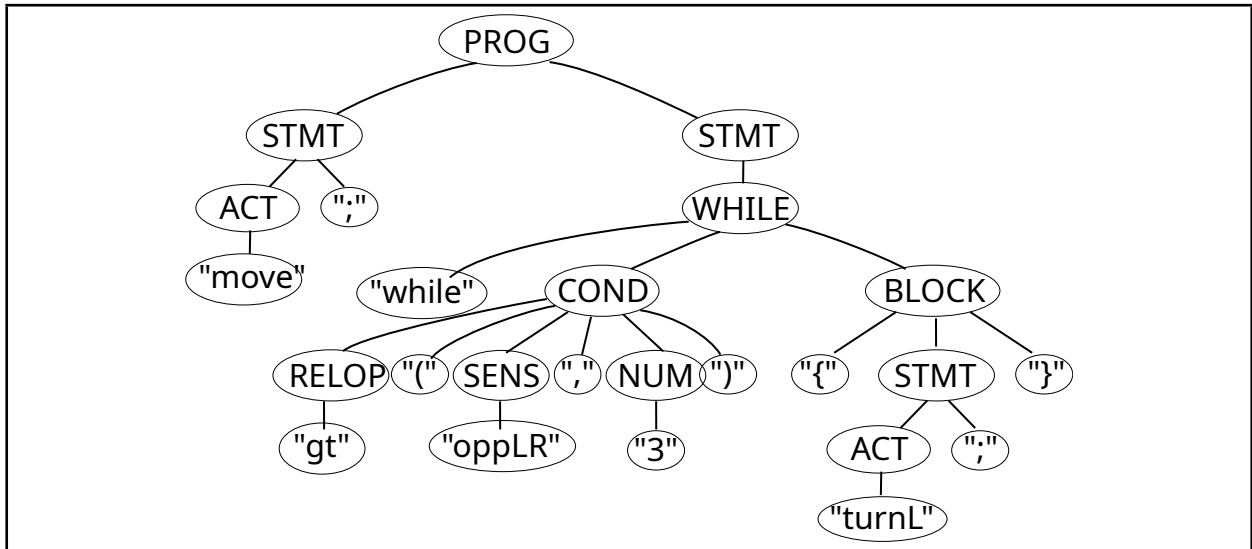 PROG
STMT STMT
ACT ";" WHILE
"move" "while" COND BLOCK
RELOP "(" SENS "," NUM ")" "{" STMT "}"
"gt" "oppLR" "3" ACT ";"
"turnL"